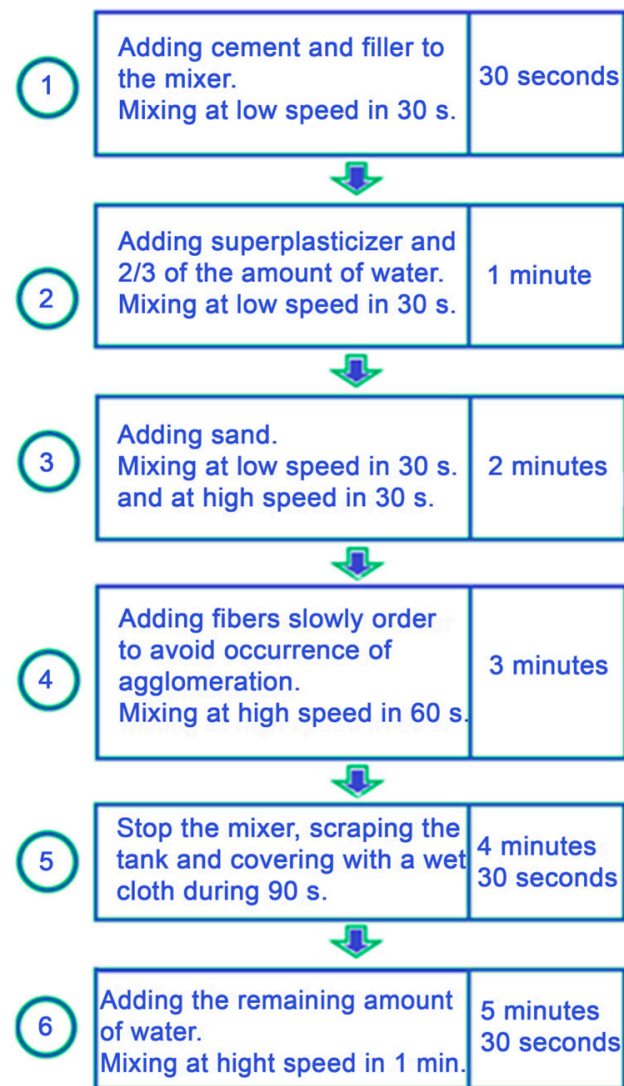 1
Adding cement and filler to
the mixer.
Mixing at low speed in 30 s.
30 seconds
2
Adding superplasticizer and
2/3 of the amount of water.
Mixing at low speed in 30 s.
1 minute
3
Adding sand.
Mixing at low speed in 30 s.
and at high speed in 30 s.
2 minutes
4
Adding fibers slowly order
to avoid occurrence of
agglomeration.
Mixing at high speed in 60 s.
3 minutes
5
Stop the mixer, scraping the
tank and covering with a wet
cloth during 90 s.
4 minutes
30 seconds
6
Adding the remaining amount
of water.
Mixing at hight speed in 1 min.
5 minutes
30 seconds